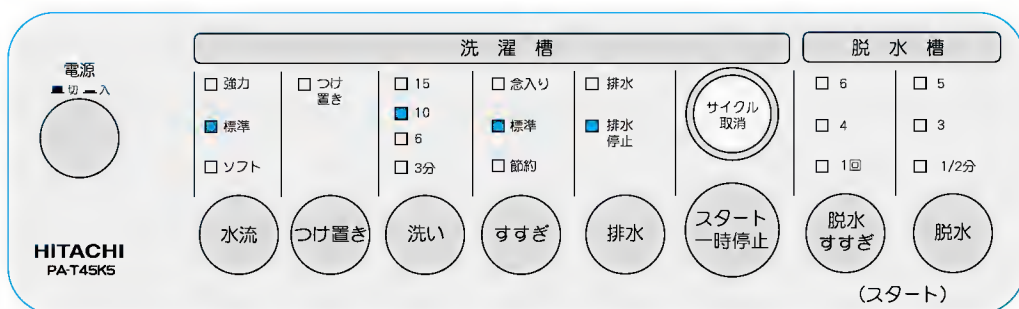 洗濯槽
脱水槽
電源
切 入
強力
標準
ソフト
つけ
置き
15
10
6
3分
念入り
標準
節約
排水
排水
停止
サイクル
取消
6
4
1回
5
3
1/2分
水流
つけ置き
洗い
すすぎ
排水
スタート
一時停止
脱水
すすぎ
脱水
(スタート)
HITACHI
PA-T45K5